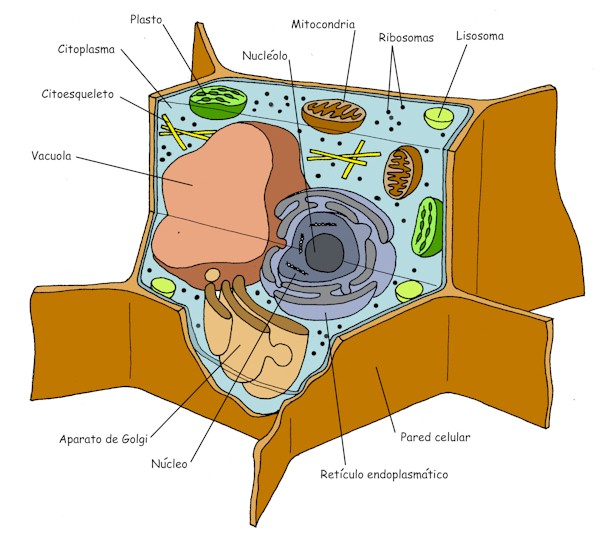 Plasto
Mitocondria
Ribosomas
Lisosoma
Citoplasma
Nucléolo
Citoesqueleto
Vacuola
Aparato de Golgi
Pared celular
Núcleo
Retículo endoplasmático